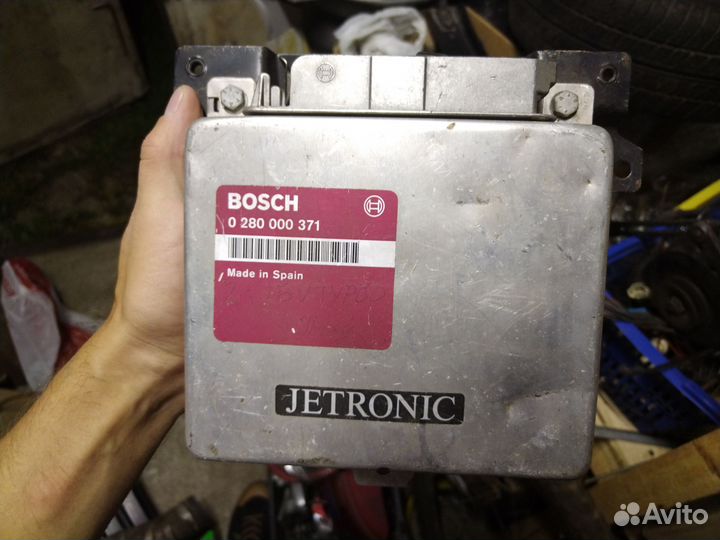 BOSCH
0 280 000 371
Made in Spain
JETRONIC
Avito